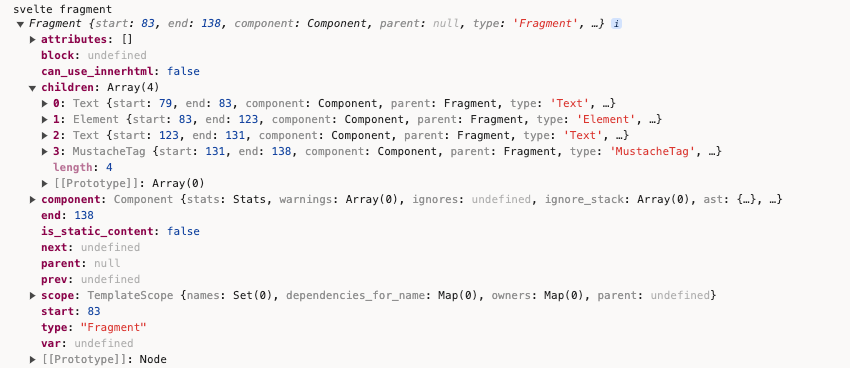 svelte fragment
Fragment {start: 83, end: 138, component: Component, parent: null, type: 'Fragment', …} i
attributes: []
block: undefined
can_use_innerhtml: false
children: Array(4)
0: Text {start: 79, end: 83, component: Component, parent: Fragment, type: 'Text', …}
1: Element {start: 83, end: 123, component: Component, parent: Fragment, type: 'Element', …}
2: Text {start: 123, end: 131, component: Component, parent: Fragment, type: 'Text', …}
3: MustacheTag {start: 131, end: 138, component: Component, parent: Fragment, type: 'MustacheTag', …}
length: 4
[[Prototype]]: Array(0)
component: Component {stats: Stats, warnings: Array(0), ignores: undefined, ignore_stack: Array(0), ast: {…}, …}
end: 138
is_static_content: false
next: undefined
parent: null
prev: undefined
scope: TemplateScope {names: Set(0), dependencies_for_name: Map(0), owners: Map(0), parent: undefined}
start: 83
type: "Fragment"
var: undefined
[[Prototype]]: Node